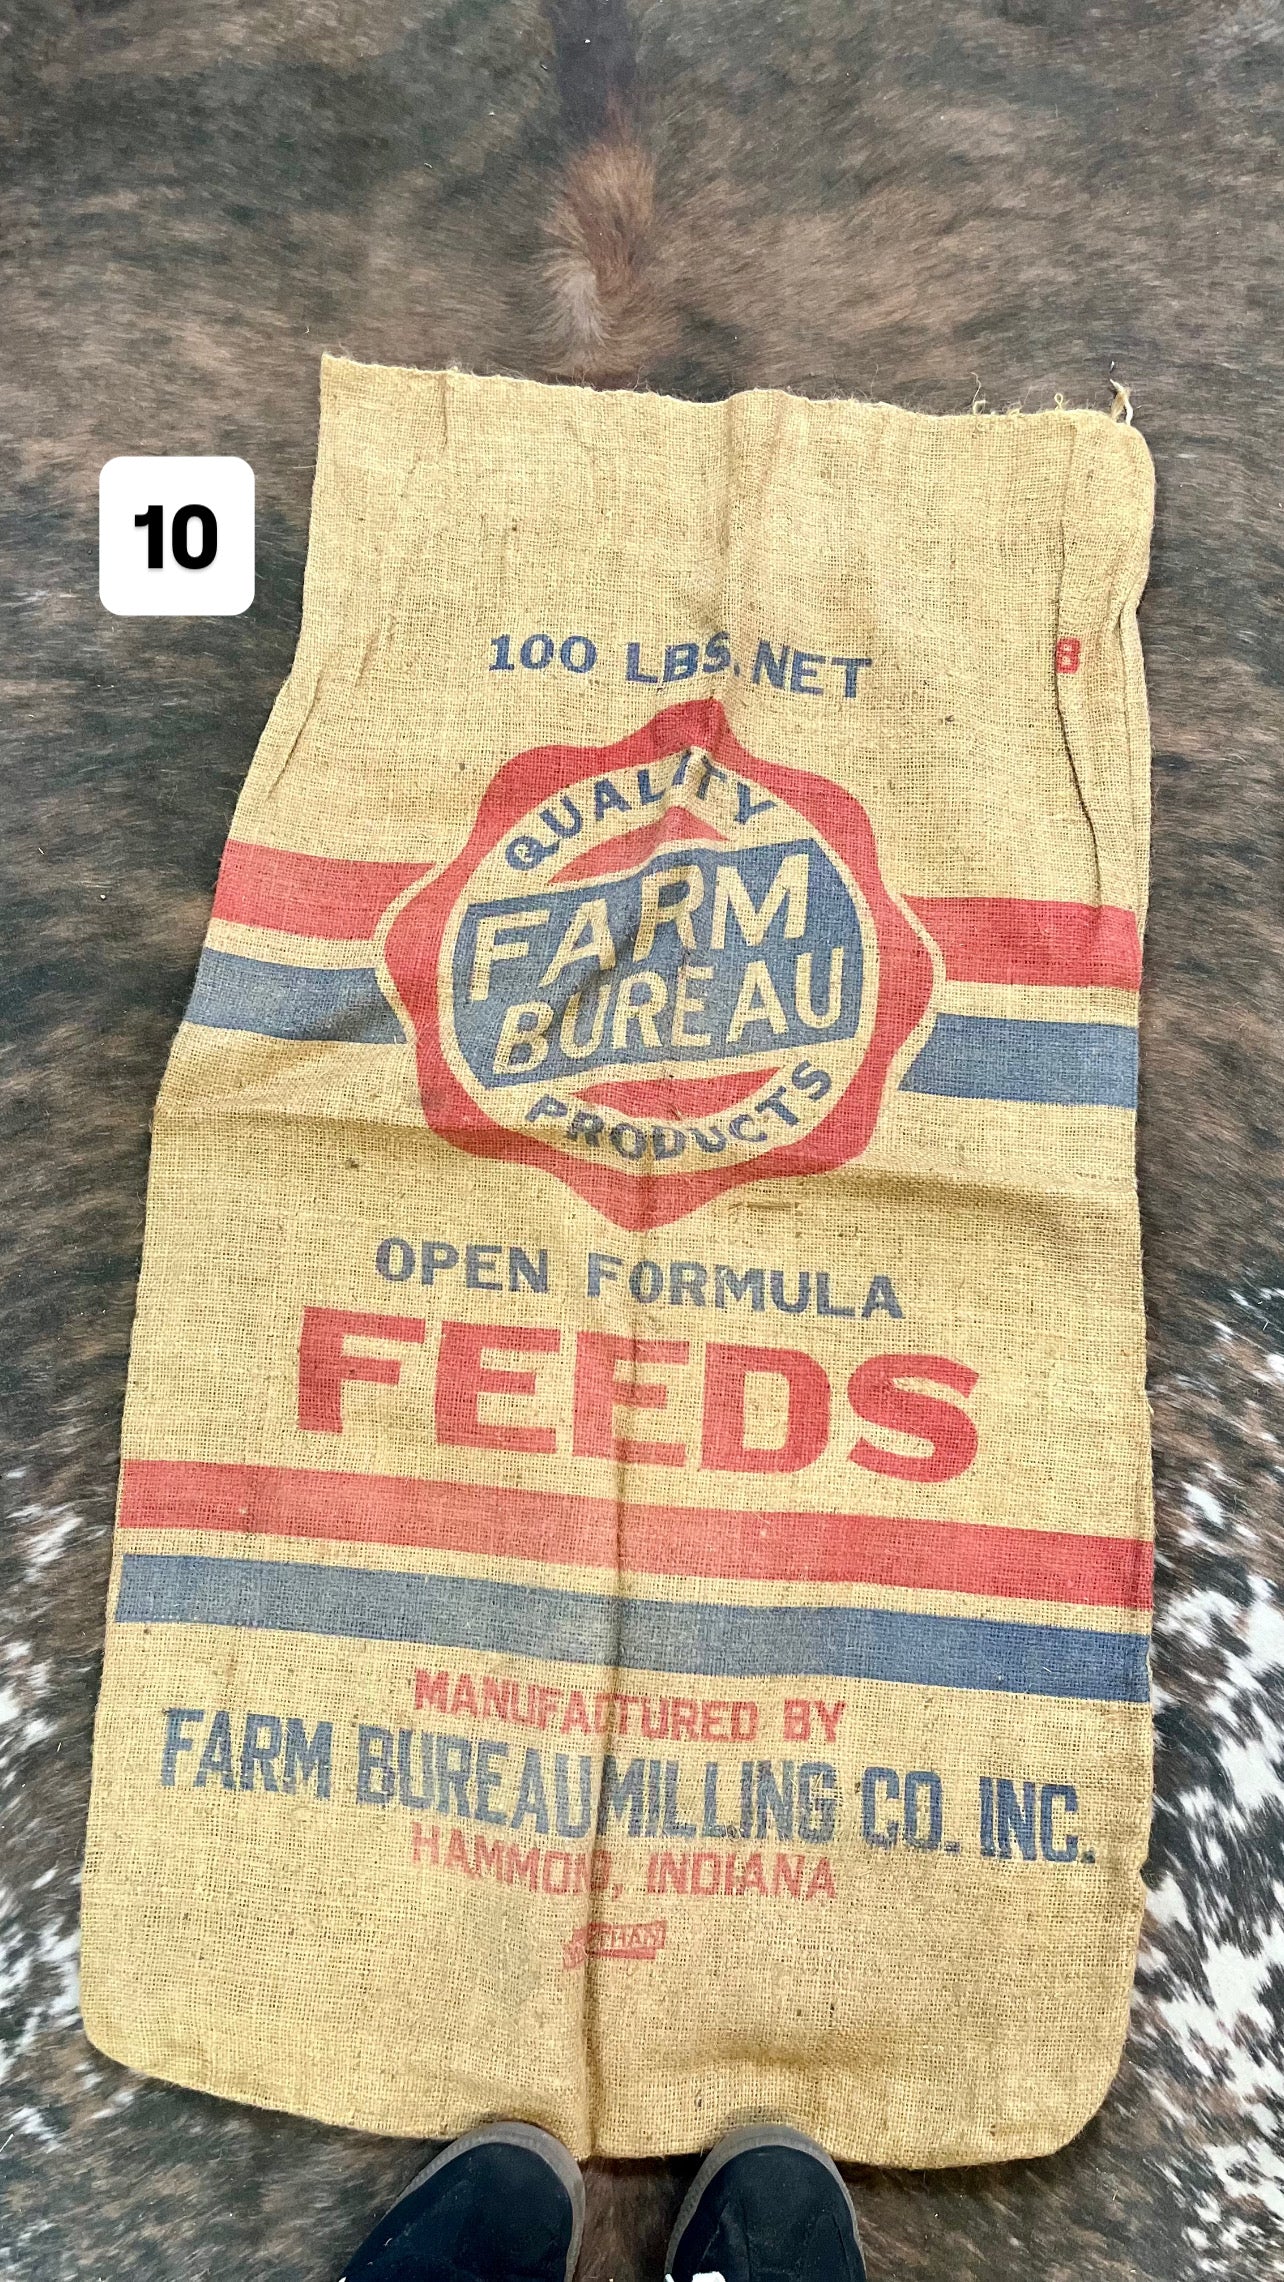 10
100 LBS. NET
B
QUALITY
FARM
BUREAU
PRODUCTS
OPEN FORMULA
FEEDS
MANUFACTURED BY
FARM BUREAU MILLING CO. INC.
HAMMOND, INDIANA